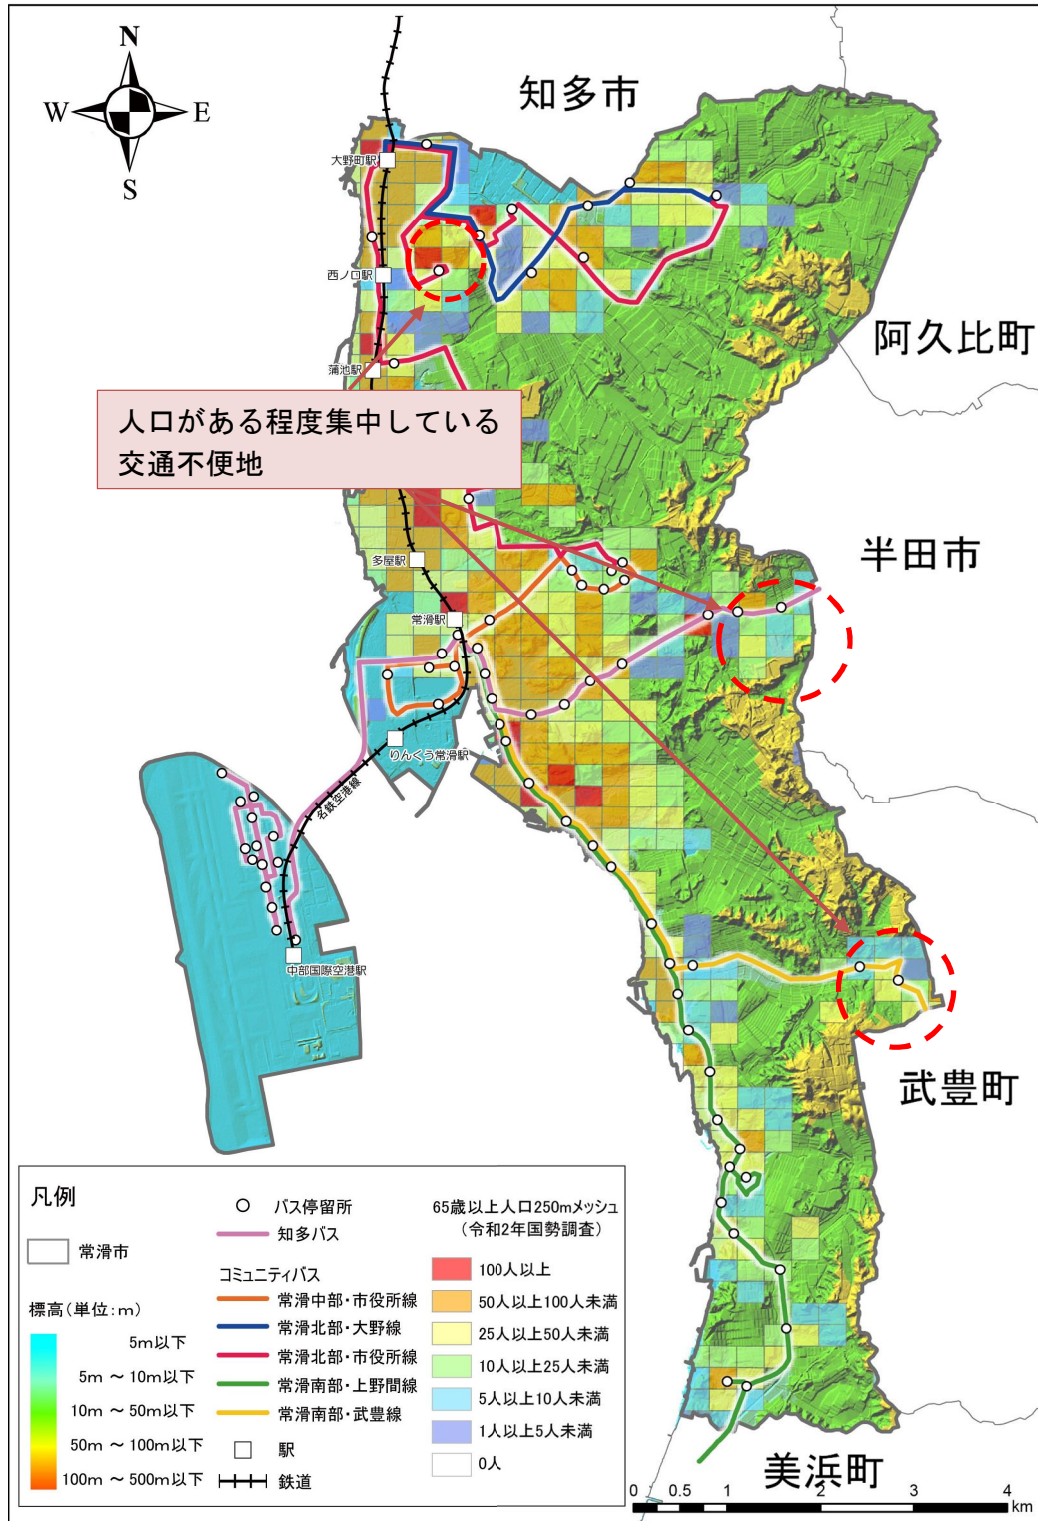 N
W
E
S
知多市
大野町駅
西ノ口駅
阿久比町
蒲池駅
人口がある程度集中している
交通不便地
半田市
多屋駅
常滑駅
りんくう常滑駅
名鉄空港線
中部国際空港駅
武豊町
美浜町
凡例
常滑市
標高(単位:m)
5m以下
5m ～ 10m以下
10m ～ 50m以下
50m ～ 100m以下
100m ～ 500m以下
バス停留所
知多バス
コミュニティバス
常滑中部・市役所線
常滑北部・大野線
常滑北部・市役所線
常滑南部・上野間線
常滑南部・武豊線
駅
鉄道
65歳以上人口250mメッシュ
(令和2年国勢調査)
100人以上
50人以上100人未満
25人以上50人未満
10人以上25人未満
5人以上10人未満
1人以上5人未満
0人
0 0.5 1 2 3 4
km